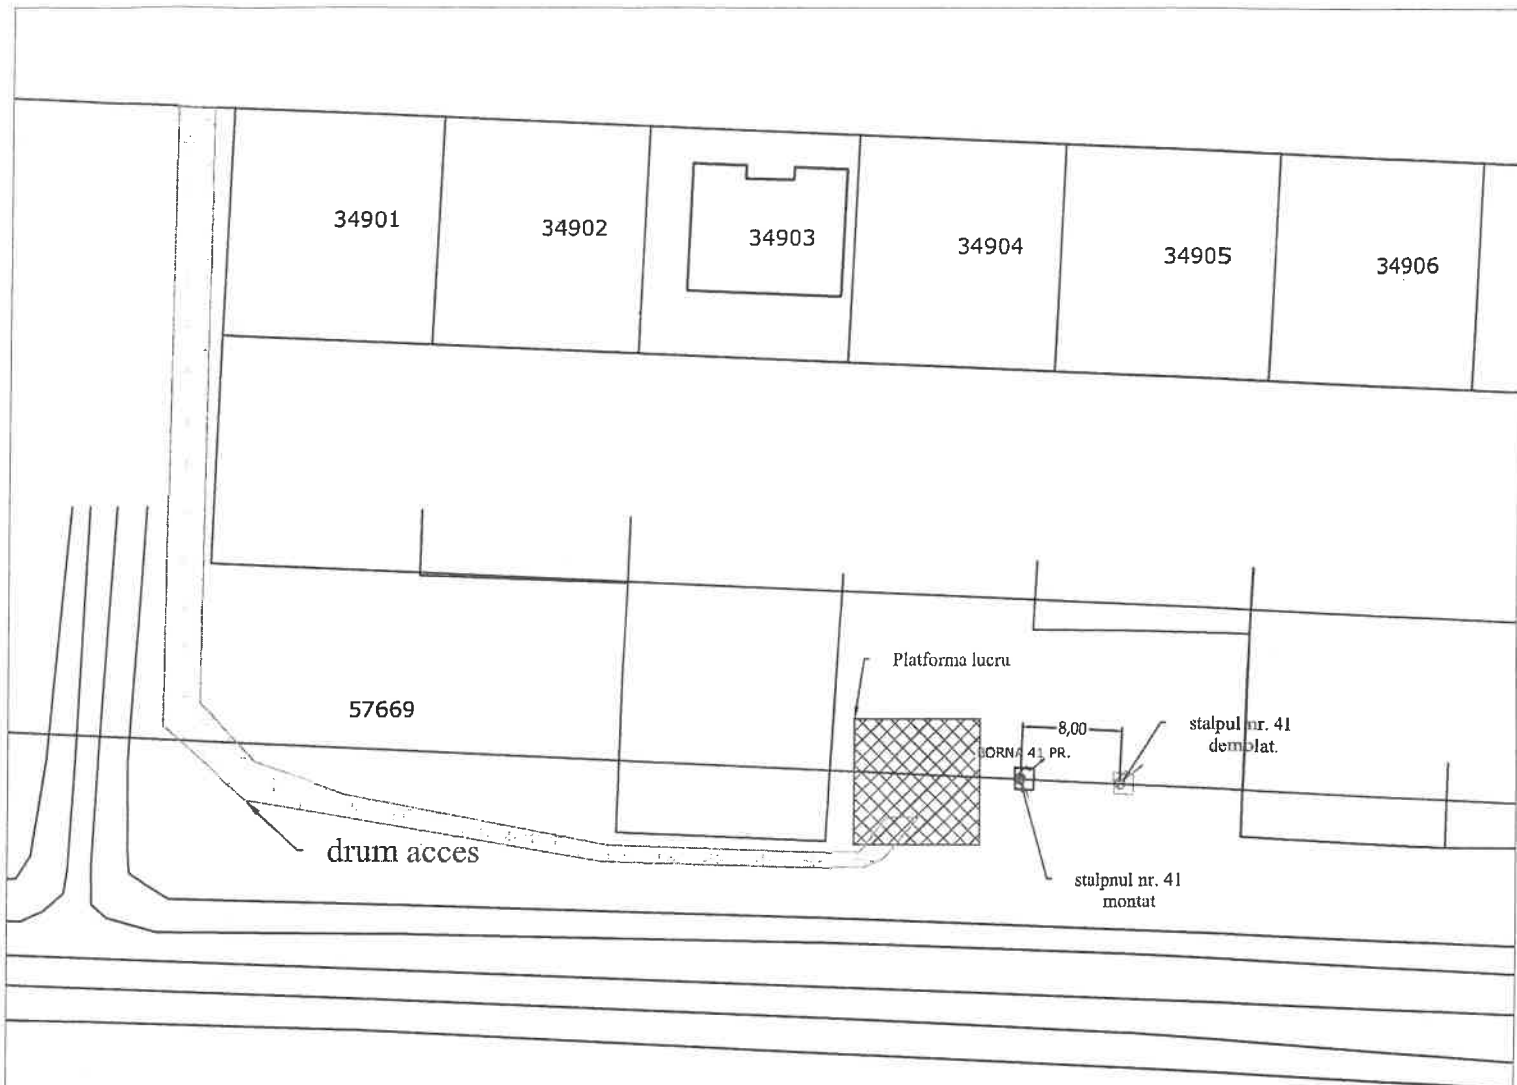 34901
34902
34903
34904
34905
34906
Platforma lucru
57669
8,00
stalpul nr. 41
demolat.
BORNA 41 PR.
drum acces
stalpnul nr. 41
montat